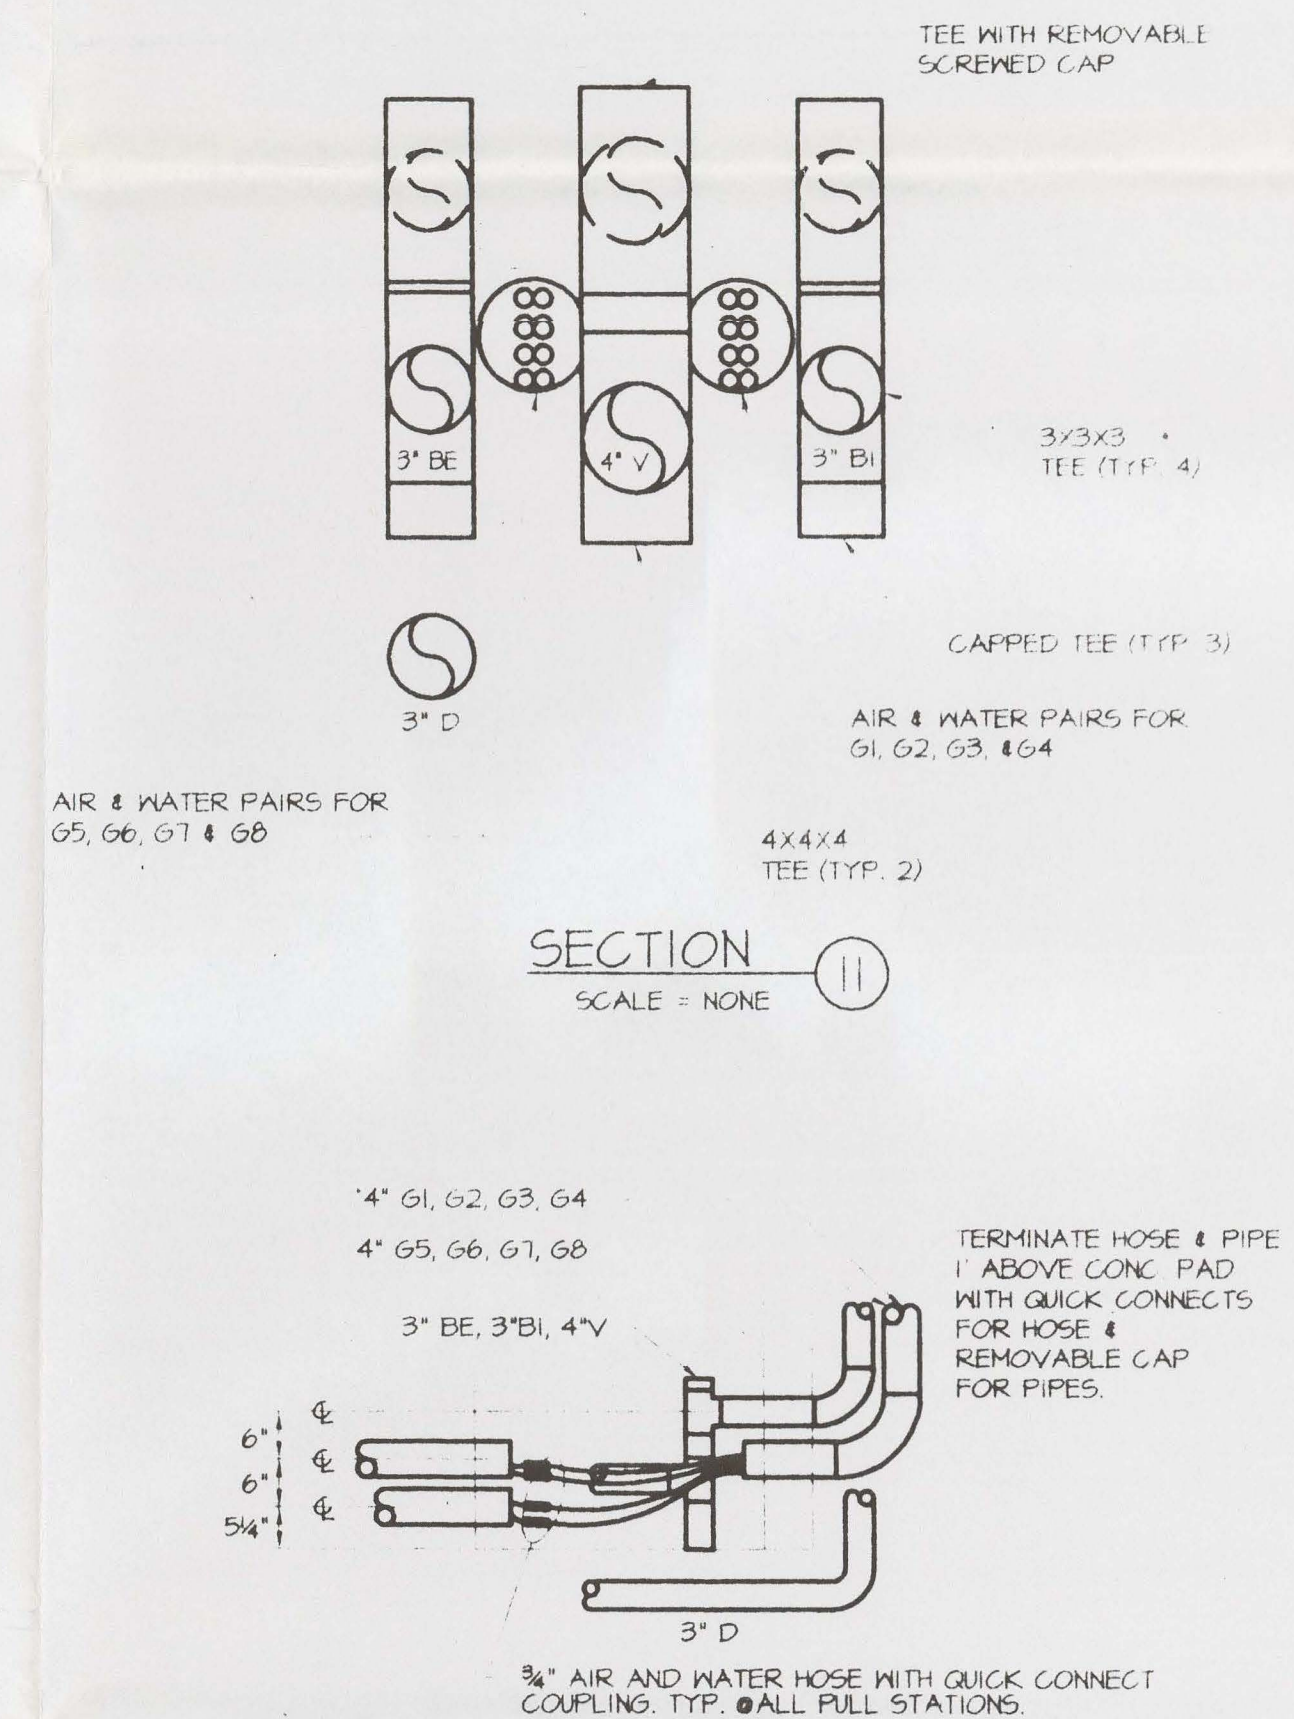 TEE WITH REMOVABLE
SCREWED CAP
3" BE
4" V
3" BI
3X3X3
TEE (TYP. 4)
CAPPED TEE (TYP 3)
3" D
AIR & WATER PAIRS FOR
G1, G2, G3, & G4
AIR & WATER PAIRS FOR
G5, G6, G7 & G8
4X4X4
TEE (TYP. 2)
SECTION 11
SCALE = NONE
4" G1, G2, G3, G4
4" G5, G6, G7, G8
3" BE, 3"BI, 4"V
TERMINATE HOSE & PIPE
1' ABOVE CONC PAD
WITH QUICK CONNECTS
FOR HOSE &
REMOVABLE CAP
FOR PIPES.
℄
6"
℄
6"
℄
5¼"
3" D
¾" AIR AND WATER HOSE WITH QUICK CONNECT
COUPLING. TYP. @ALL PULL STATIONS.